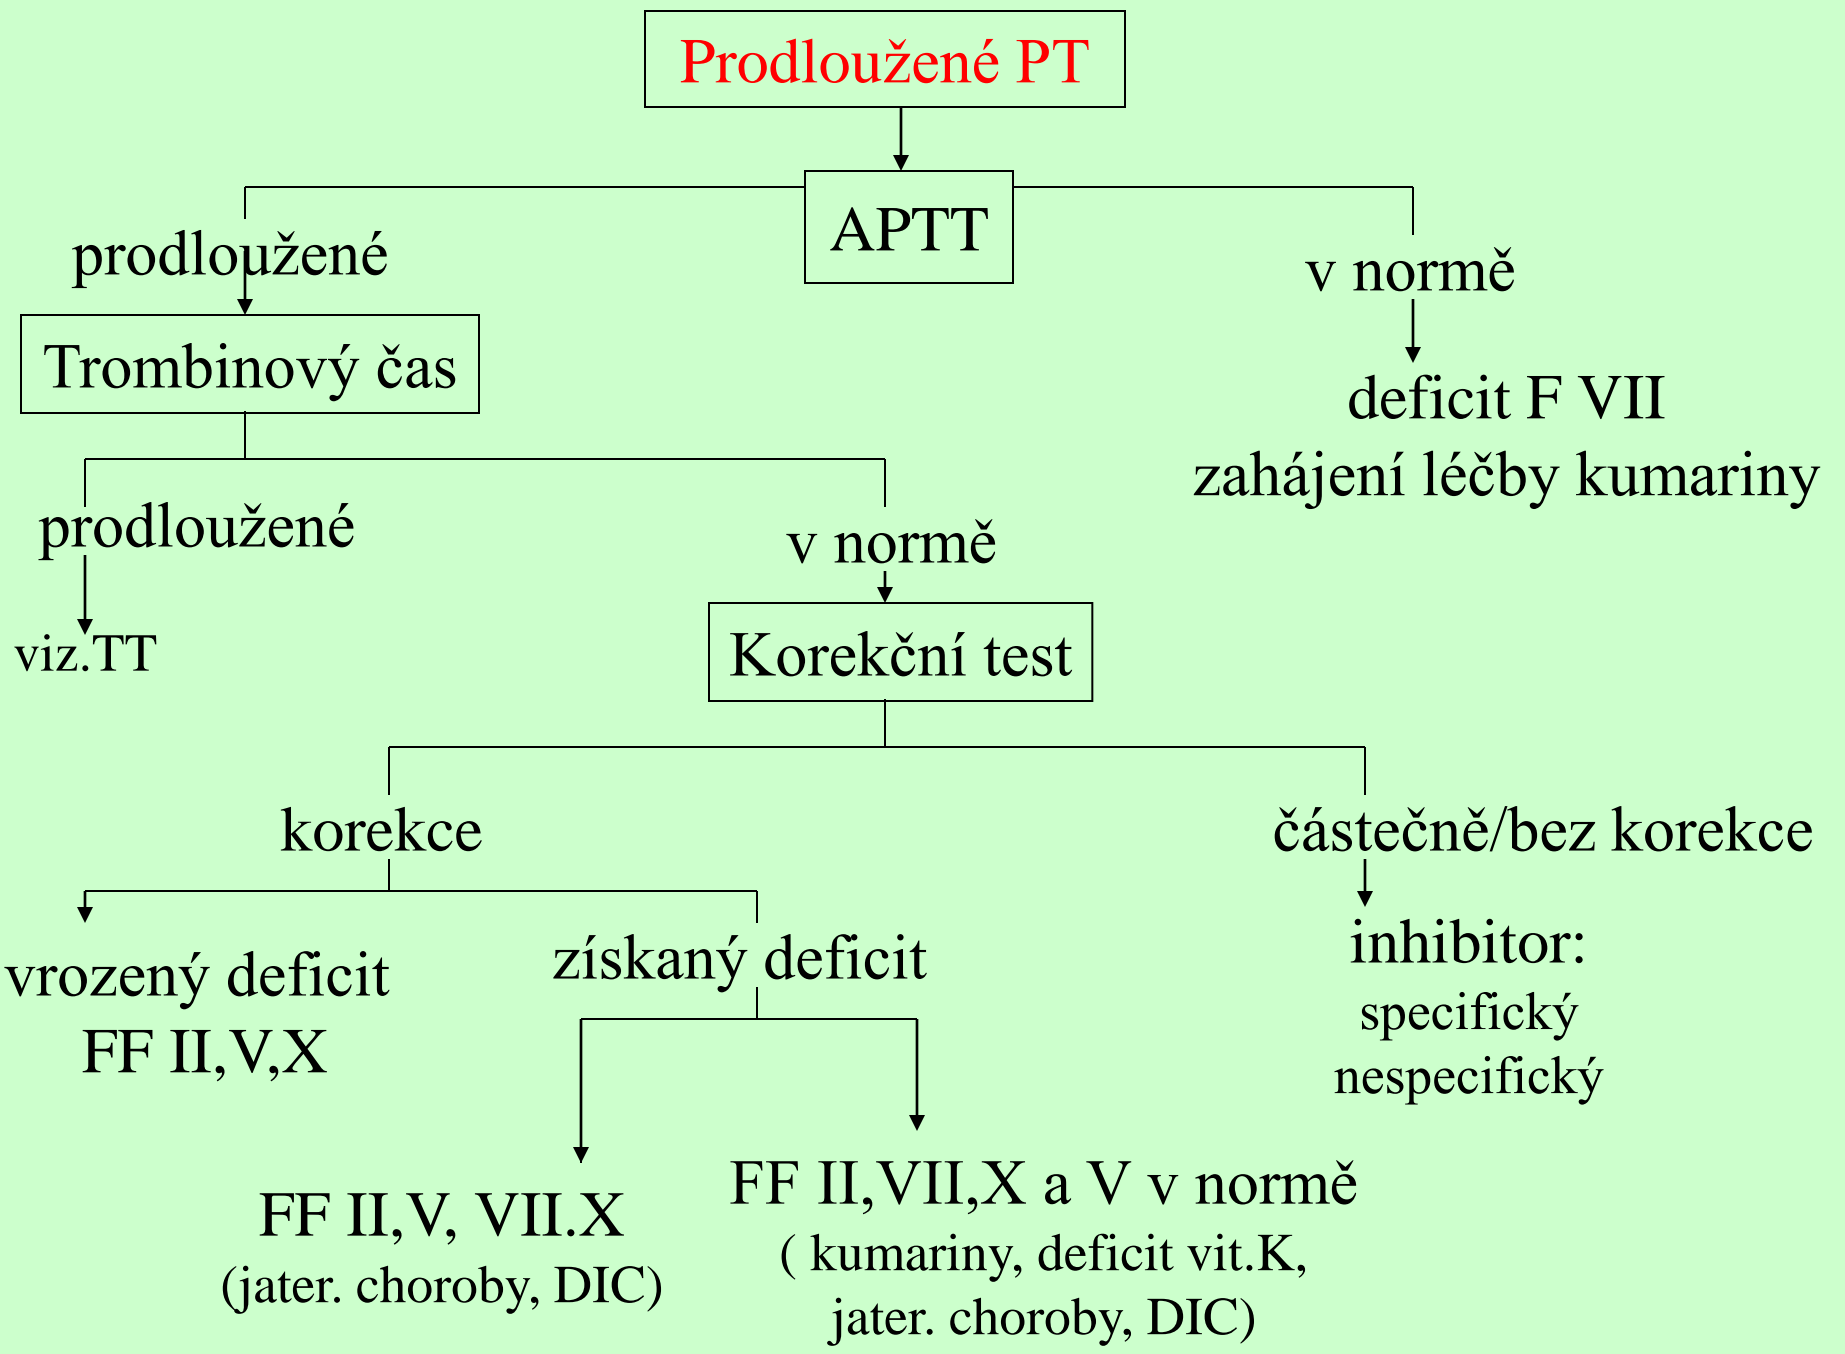 Prodloužené PT
APTT
prodloužené
v normě
Trombinový čas
deficit F VII
zahájení léčby kumariny
prodloužené
v normě
viz.TT
Korekční test
korekce
částečně/bez korekce
vrozený deficit
FF II,V,X
získaný deficit
inhibitor:
specifický
nespecifický
FF II,V, VII.X
(jater. choroby, DIC)
FF II,VII,X a V v normě
( kumariny, deficit vit.K,
jater. choroby, DIC)